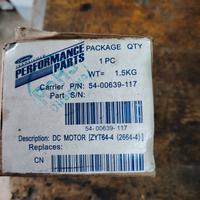 PERFORMANCE
PARTS
PACKAGE QTY
1 PC
WT= 1.5KG
Carrier P/N: 54-00639-117
Part S/N:
54-00639-117
Description: DC MOTOR [ZYT64-4 (2664-4)]
Replaces:
CN